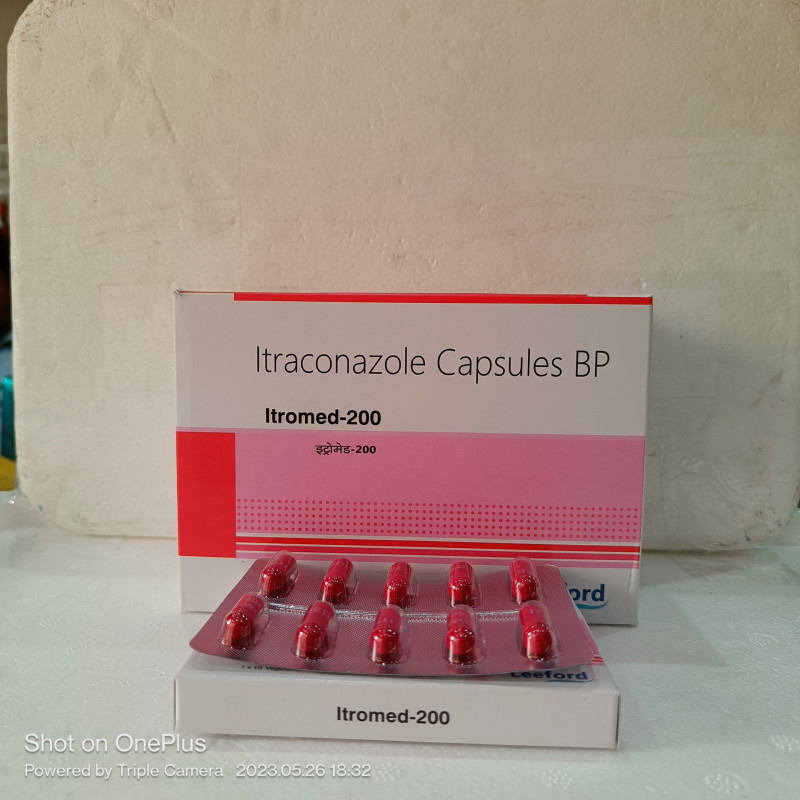 Itraconazole Capsules BP
Itromed-200
इट्रोमेड-200
Leeford
Itromed-200
Shot on OnePlus
Powered by Triple Camera 2023.05.26 18:32